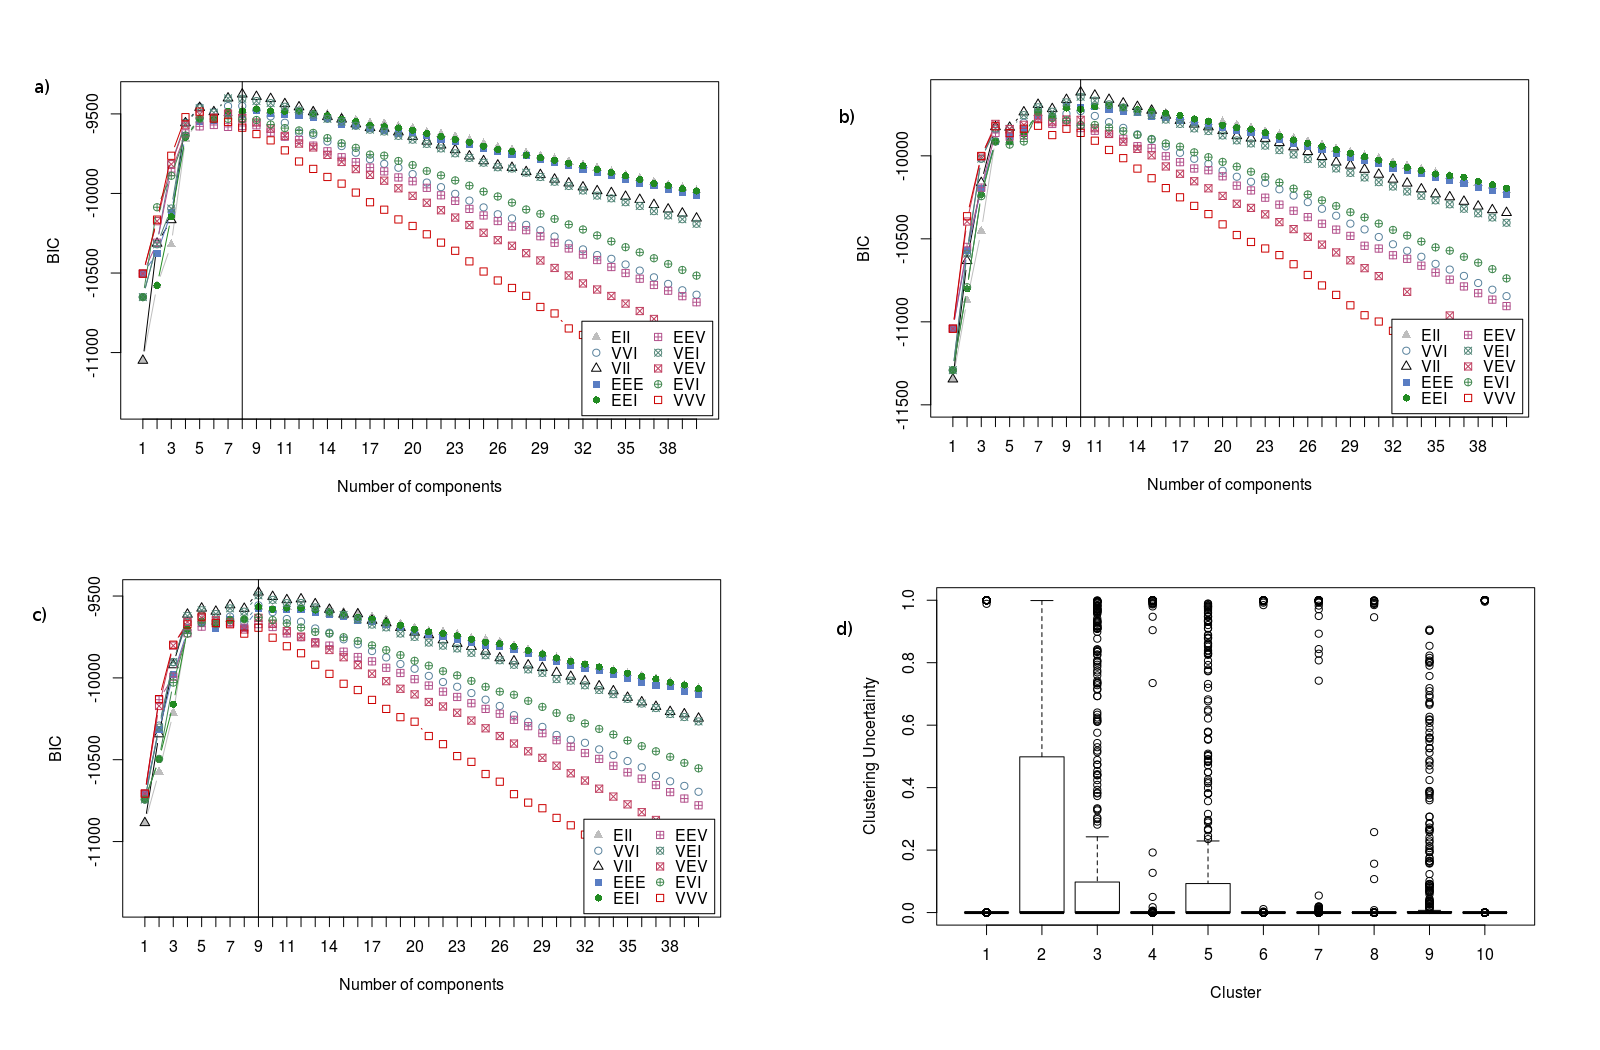 a)
-9500
-10000
-10500
-11000
BIC
1 3 5 7 9 11 14 17 20 23 26 29 32 35 38
Number of components
EII EEV
VVI VEI
VII VEV
EEE EVI
EEI VVV
b)
-10000
-10500
-11000
-11500
BIC
1 3 5 7 9 11 14 17 20 23 26 29 32 35 38
Number of components
EII EEV
VVI VEI
VII VEV
EEE EVI
EEI VVV
c)
-9500
-10000
-10500
-11000
BIC
1 3 5 7 9 11 14 17 20 23 26 29 32 35 38
Number of components
EII EEV
VVI VEI
VII VEV
EEE EVI
EEI VVV
d)
1.0
0.8
0.6
0.4
0.2
0.0
Clustering Uncertainty
1 2 3 4 5 6 7 8 9 10
Cluster